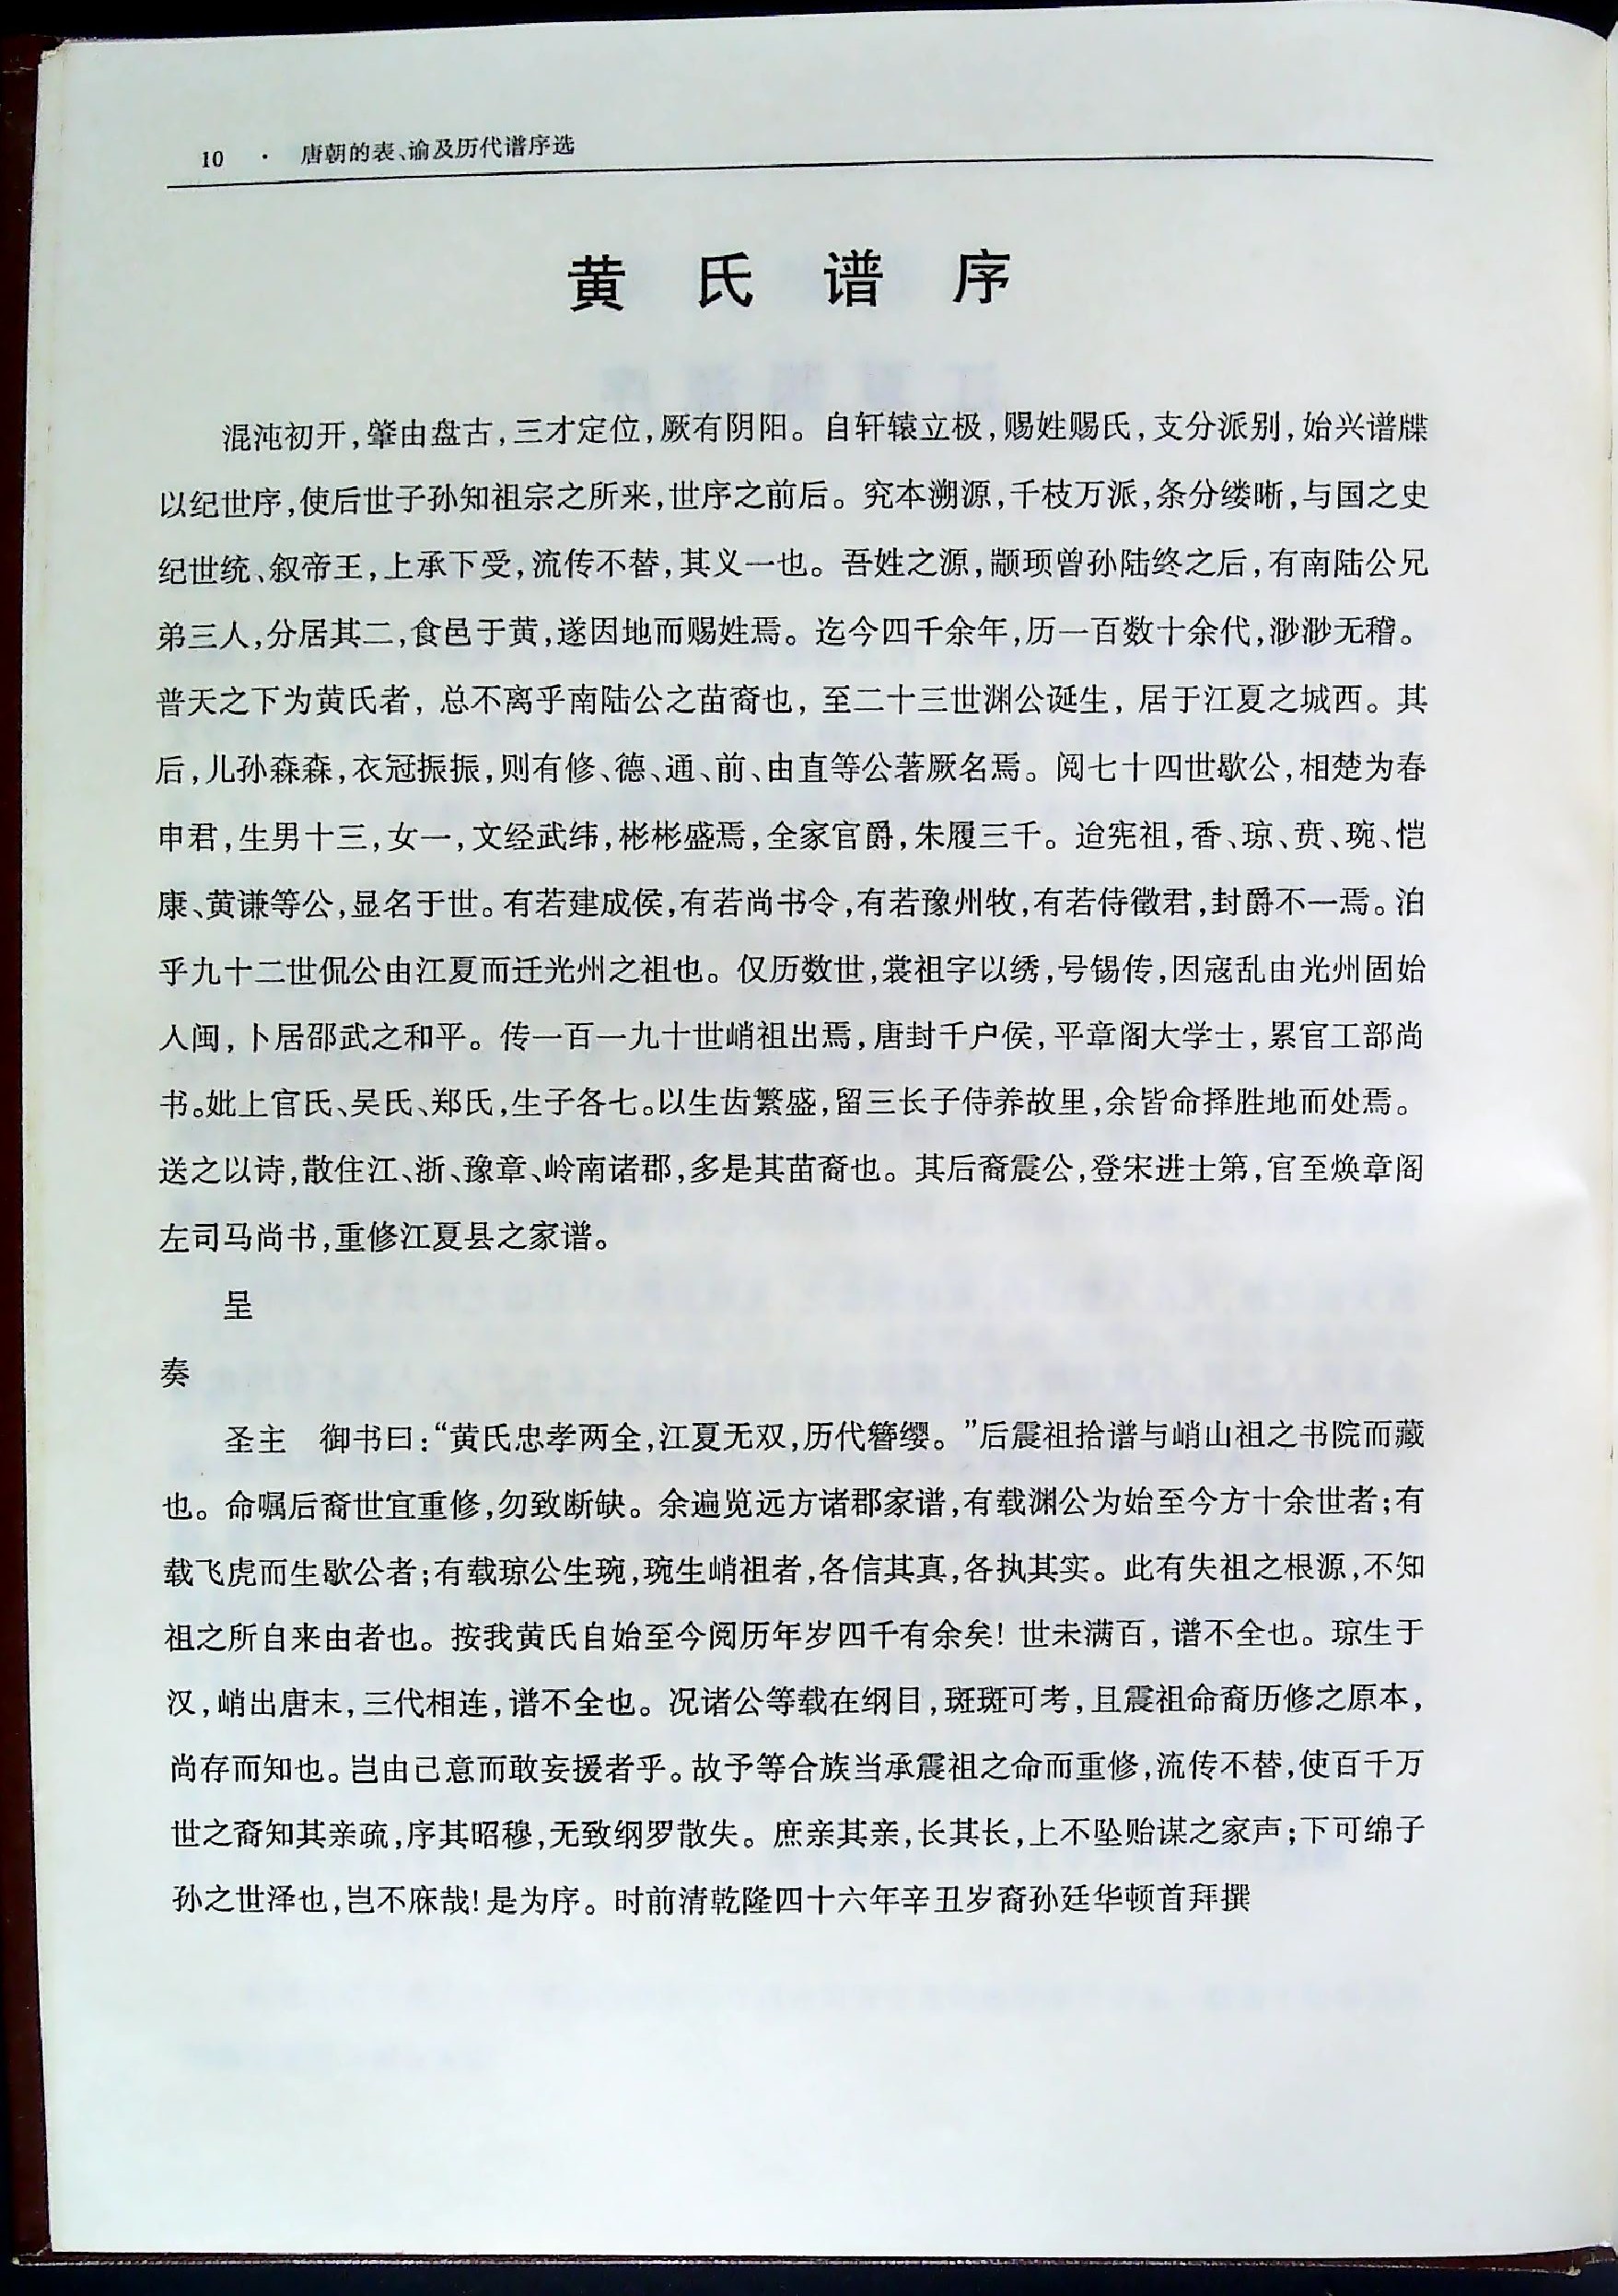 10 · 唐朝的表、谕及历代谱序选
黄氏谱序
混沌初开,肇由盘古,三才定位,厥有阴阳。自轩辕立极,赐姓赐氏,支分派别,始兴谱牒
以纪世序,使后世子孙知祖宗之所来,世序之前后。究本溯源,千枝万派,条分缕晰,与国之史
纪世统、叙帝王,上承下受,流传不替,其义一也。吾姓之源,颛顼曾孙陆终之后,有南陆公兄
弟三人,分居其二,食邑于黄,遂因地而赐姓焉。迄今四千余年,历一百数十余代,渺渺无稽。
普天之下为黄氏者,总不离乎南陆公之苗裔也,至二十三世渊公诞生,居于江夏之城西。其
后,儿孙森森,衣冠振振,则有修、德、通、前、由直等公著厥名焉。阅七十四世歇公,相楚为春
申君,生男十三,女一,文经武纬,彬彬盛焉,全家官爵,朱履三千。迨宪祖,香、琼、贲、琬、恺
康、黄谦等公,显名于世。有若建成侯,有若尚书令,有若豫州牧,有若侍徵君,封爵不一焉。洎
乎九十二世侃公由江夏而迁光州之祖也。仅历数世,裳祖字以绣,号锡传,因寇乱由光州固始
人闽,卜居邵武之和平。传一百一九十世峭祖出焉,唐封千户侯,平章阁大学士,累官工部尚
书。妣上官氏、吴氏、郑氏,生子各七。以生齿繁盛,留三长子侍养故里,余皆命择胜地而处焉。
送之以诗,散住江、浙、豫章、岭南诸郡,多是其苗裔也。其后裔震公,登宋进士第,官至焕章阁
左司马尚书,重修江夏县之家谱。
呈
奏
圣主　御书曰:“黄氏忠孝两全,江夏无双,历代簪缨。”后震祖拾谱与峭山祖之书院而藏
也。命嘱后裔世宜重修,勿致断缺。余遍览远方诸郡家谱,有载渊公为始至今方十余世者;有
载飞虎而生歇公者;有载琼公生琬,琬生峭祖者,各信其真,各执其实。此有失祖之根源,不知
祖之所自来由者也。按我黄氏自始至今阅历年岁四千有余矣!世未满百,谱不全也。琼生于
汉,峭出唐末,三代相连,谱不全也。况诸公等载在纲目,斑斑可考,且震祖命裔历修之原本,
尚存而知也。岂由己意而敢妄援者乎。故予等合族当承震祖之命而重修,流传不替,使百千万
世之裔知其亲疏,序其昭穆,无致纲罗散失。庶亲其亲,长其长,上不坠贻谋之家声;下可绵子
孙之世泽也,岂不庥哉!是为序。时前清乾隆四十六年辛丑岁裔孙廷华顿首拜撰